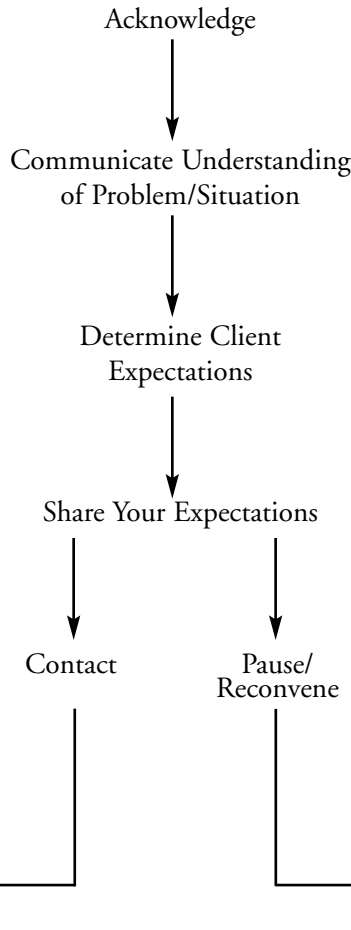 Acknowledge
Communicate Understanding
of Problem/Situation
Determine Client
Expectations
Share Your Expectations
Contact
Pause/
Reconvene